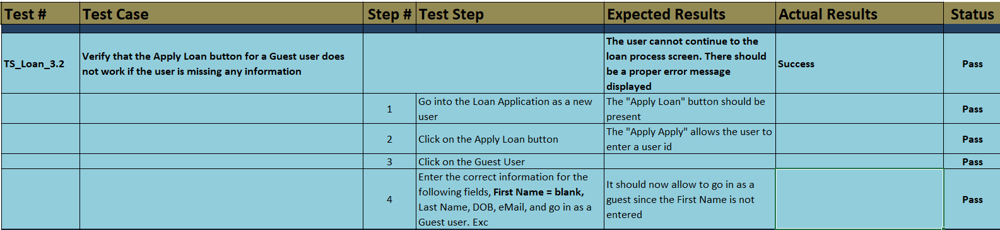 Test # Test Case Step # Test Step Expected Results Actual Results Status
TS_Loan_3.2
Verify that the Apply Loan button for a Guest user does
not work if the user is missing any information
The user cannot continue to the
loan process screen. There should
be a proper error message
displayed
Success
Pass
1
Go into the Loan Application as a new
user
The "Apply Loan" button should be
present
Pass
2
Click on the Apply Loan button
The "Apply Apply" allows the user to
enter a user id
Pass
3
Click on the Guest User
Pass
4
Enter the correct information for the
following fields, First Name = blank,
Last Name, DOB, eMail, and go in as a
Guest user. Exc
It should now allow to go in as a
guest since the First Name is not
entered
Pass